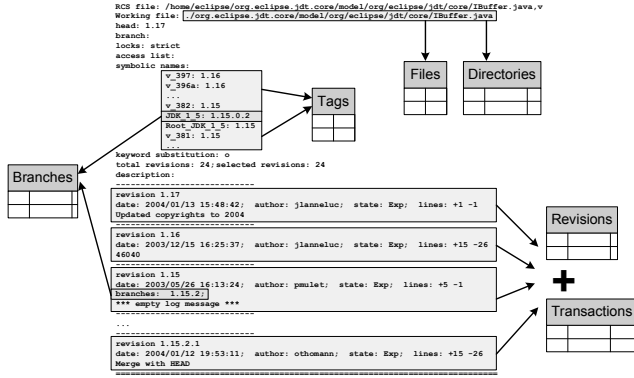 RCS file: /home/eclipse/org.eclipse.jdt.core/model/org/eclipse/jdt/core/IBuffer.java,v
Working file: ./org.eclipse.jdt.core/model/org/eclipse/jdt/core/IBuffer.java
head: 1.17
branch:
locks: strict
access list:
symbolic names:
v_397: 1.16
v_396a: 1.16
...
v_382: 1.15
JDK_1_5: 1.15.0.2
Root_JDK_1_5: 1.15
v_381: 1.15
...
Files
Directories
Tags
Branches
keyword substitution: o
total revisions: 24;selected revisions: 24
description:
----------------------------
revision 1.17
date: 2004/01/13 15:48:42; author: jlanneluc; state: Exp; lines: +1 -1
Updated copyrights to 2004
----------------------------
revision 1.16
date: 2003/12/15 16:25:37; author: jlanneluc; state: Exp; lines: +15 -26
46040
----------------------------
revision 1.15
date: 2003/05/26 16:13:24; author: pmulet; state: Exp; lines: +5 -1
branches: 1.15.2;
*** empty log message ***
----------------------------
...
----------------------------
revision 1.15.2.1
date: 2004/01/12 19:53:11; author: othomann; state: Exp; lines: +15 -26
Merge with HEAD
=============================================================================
Revisions
+
Transactions